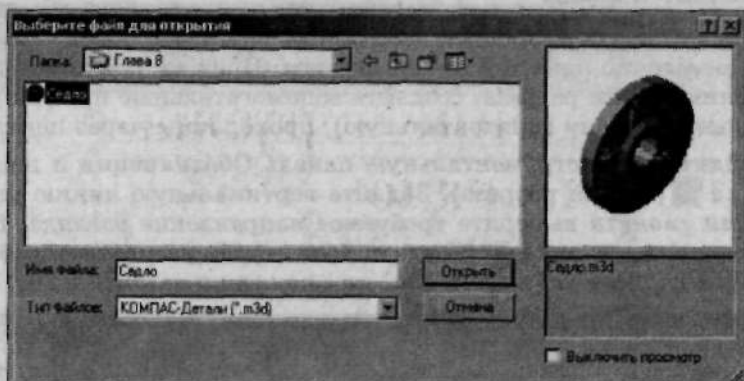 Выберите файл для открытия
Папка: Глава 8
Седло
Имя файла: Седло Открыть
Тип файлов: КОМПАС-Детали (*.m3d) Отмена
Седло.m3d
Выключить просмотр